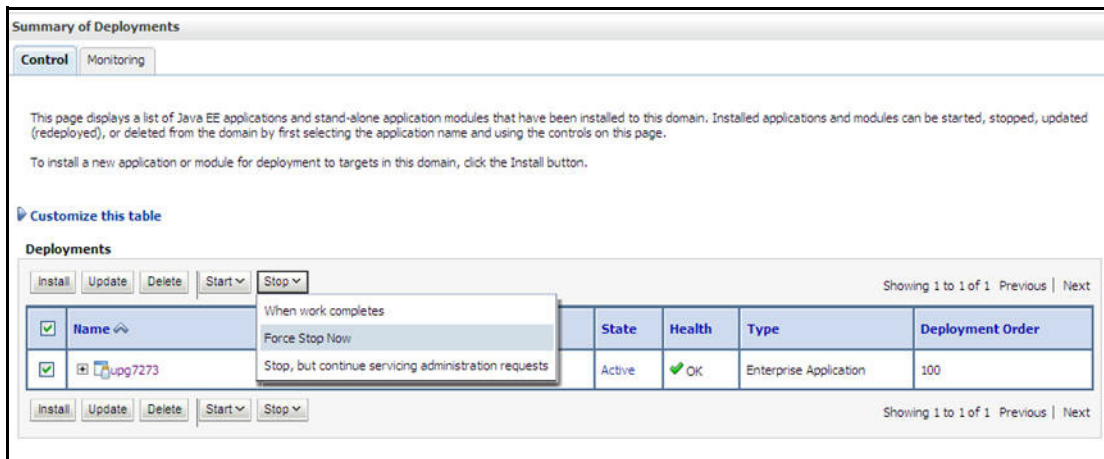 Summary of Deployments
Control Monitoring
This page displays a list of Java EE applications and stand-alone application modules that have been installed to this domain. Installed applications and modules can be started, stopped, updated
(redeployed), or deleted from the domain by first selecting the application name and using the controls on this page.
To install a new application or module for deployment to targets in this domain, click the Install button.
Customize this table
Deployments
Install Update Delete Start Stop Showing 1 to 1 of 1 Previous | Next
When work completes
Force Stop Now
Stop, but continue servicing administration requests
Name State Health Type Deployment Order
upg7273 Active OK Enterprise Application 100
Install Update Delete Start Stop Showing 1 to 1 of 1 Previous | Next